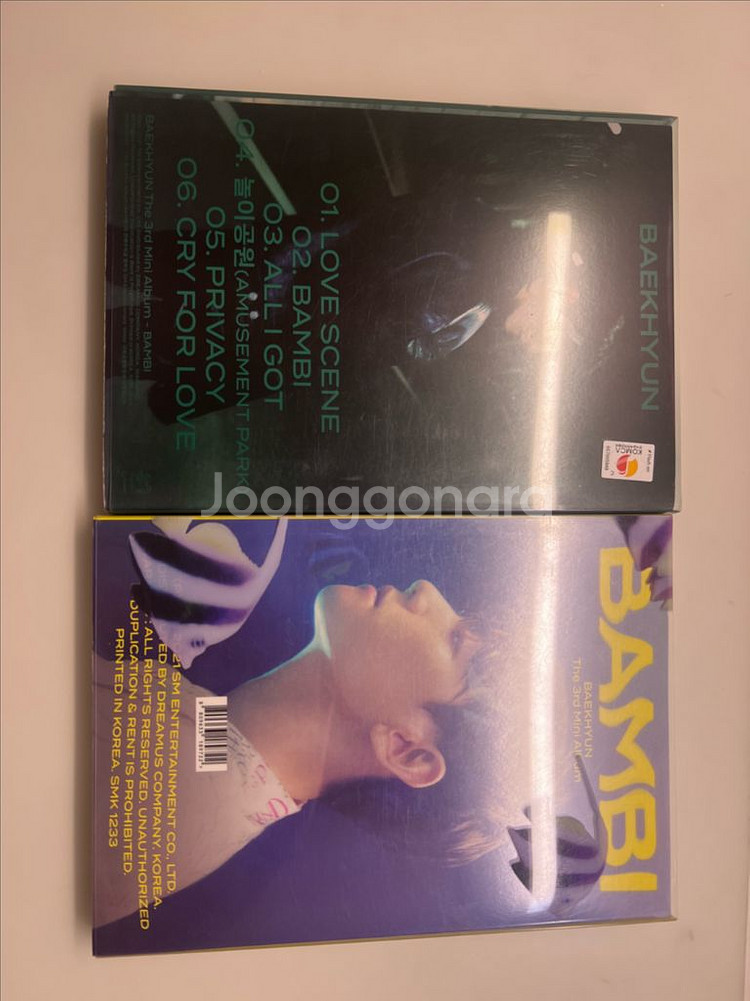 BAEKHYUN
01. LOVE SCENE
02. BAMBI
03. ALL I GOT
04. 놀이공원(AMUSEMENT PARK)
05. PRIVACY
06. CRY FOR LOVE
BAEKHYUN The 3rd Mini Album - BAMBI
KOMCA
Joonggonara
BAMBI
BAEKHYUN
The 3rd Mini Album
21 SM ENTERTAINMENT CO., LTD.
ED BY DREAMUS COMPANY, KOREA.
ALL RIGHTS RESERVED. UNAUTHORIZED
DUPLICATION & RENT IS PROHIBITED.
PRINTED IN KOREA. SMK 1233